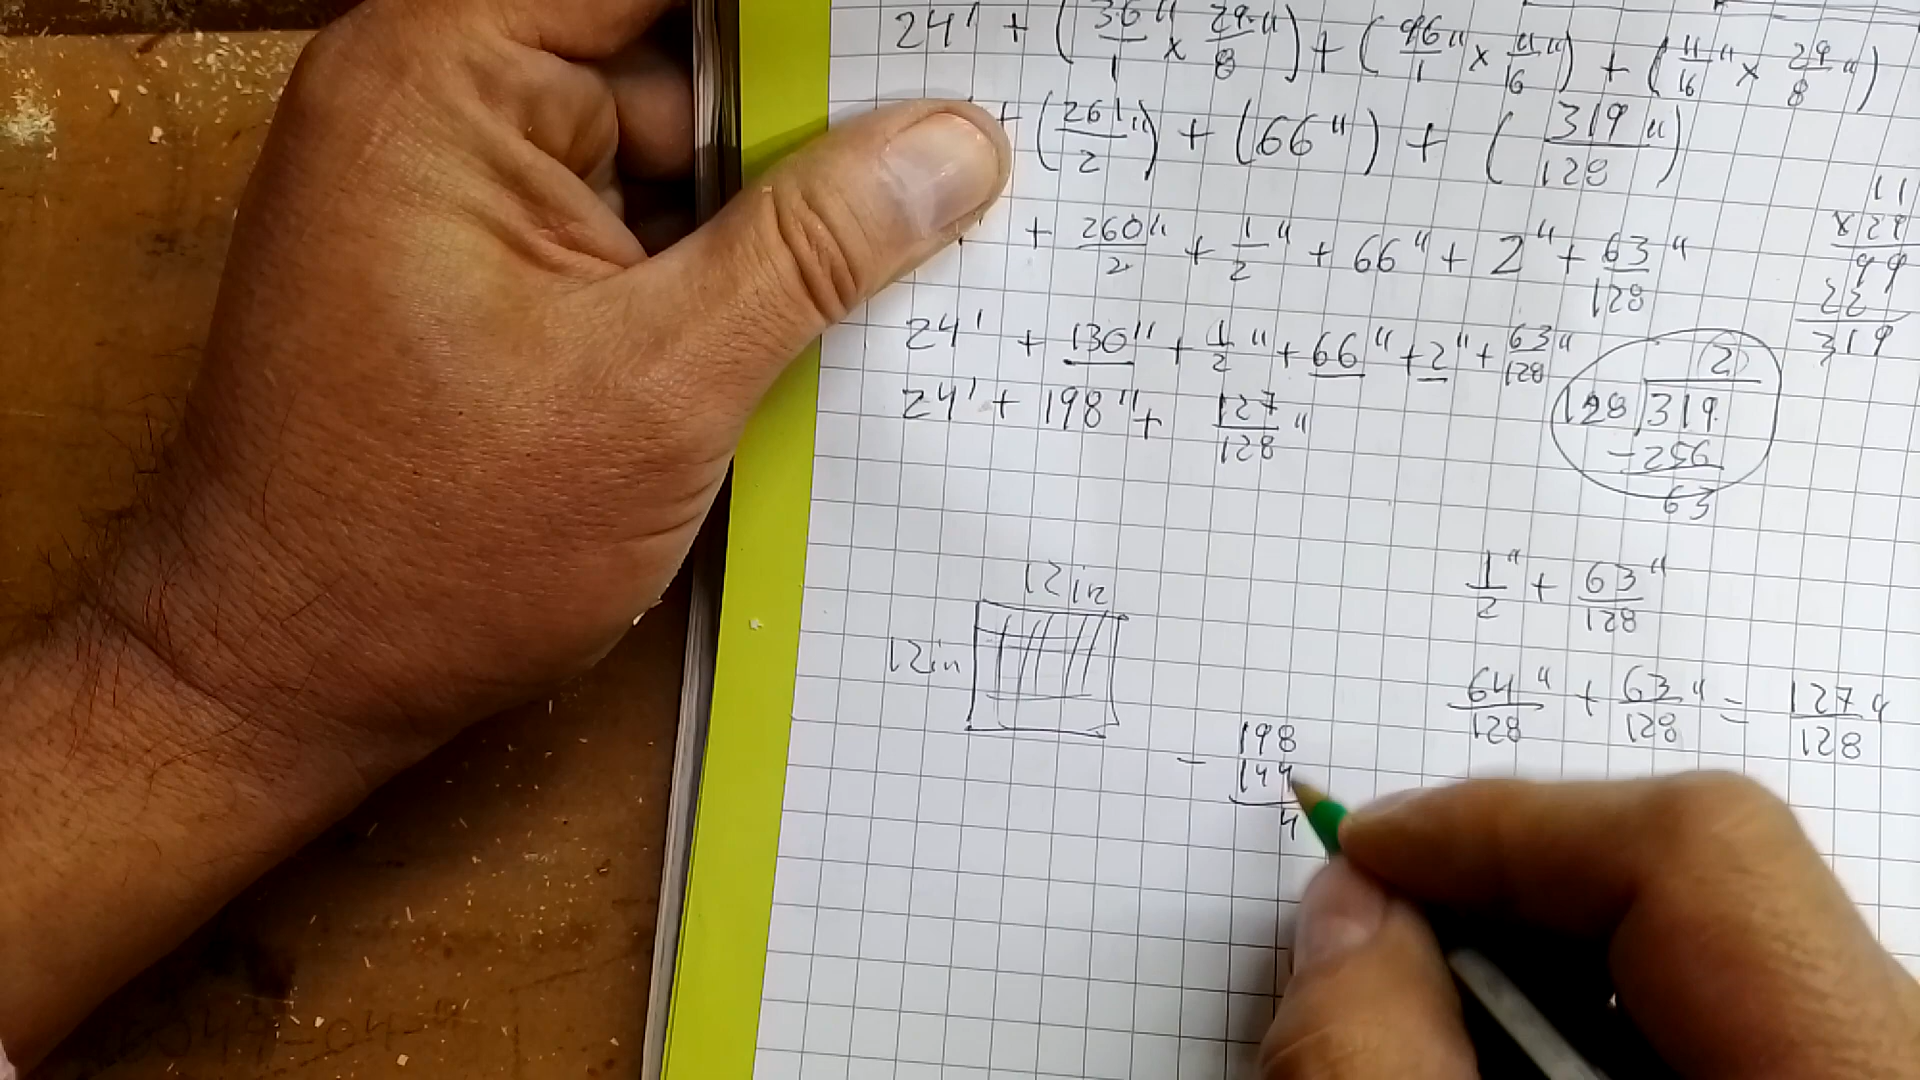 24' + (36"/1 x 29"/8) + (96"/1 x 11"/16) + (11"/16 x 29"/8)
+ (261"/2) + (66") + (319"/128)
+ 260"/2 + 1"/2 + 66" + 2" + 63"/128
24' + 130" + 1"/2 + 66" + 2" + 63"/128
24' + 198" + 127"/128
11
x29
99
22
319
2
128)319
-256
63
12in
12in
1"/2 + 63"/128
64"/128 + 63"/128 = 127"/128
198
- 144
4